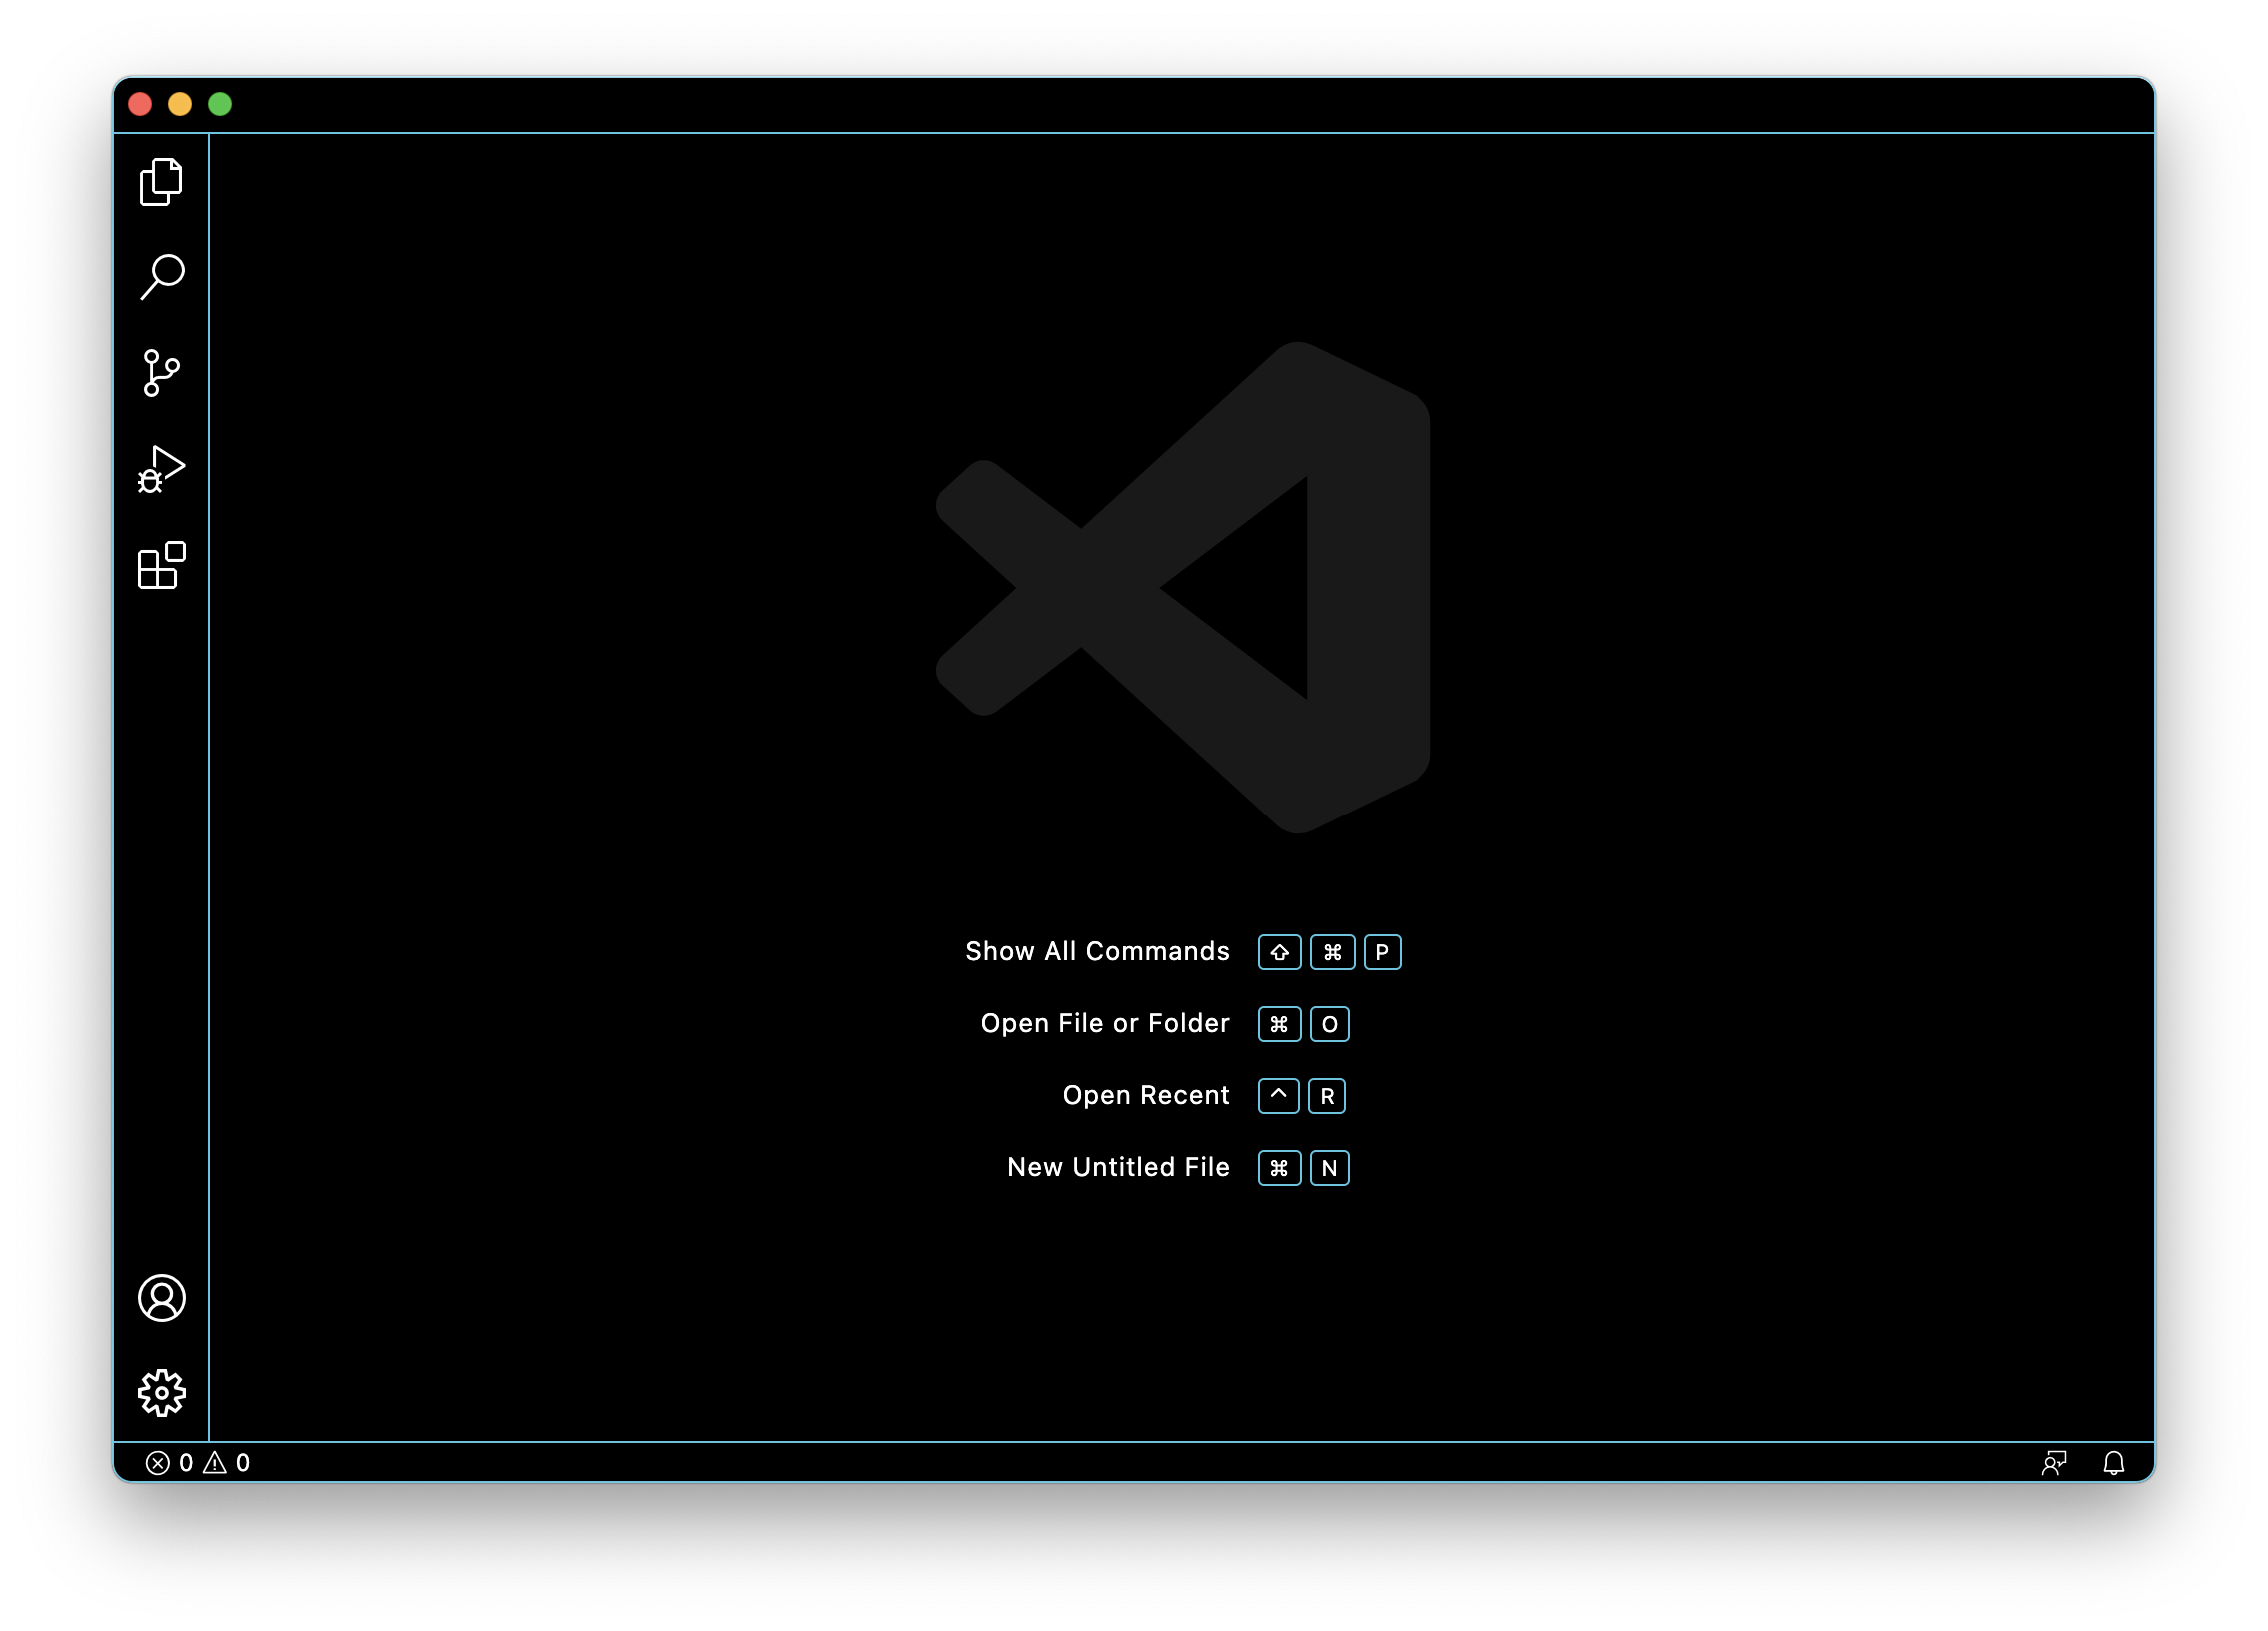 Show All Commands ⇧ ⌘ P
Open File or Folder ⌘ O
Open Recent ^ R
New Untitled File ⌘ N
0 0